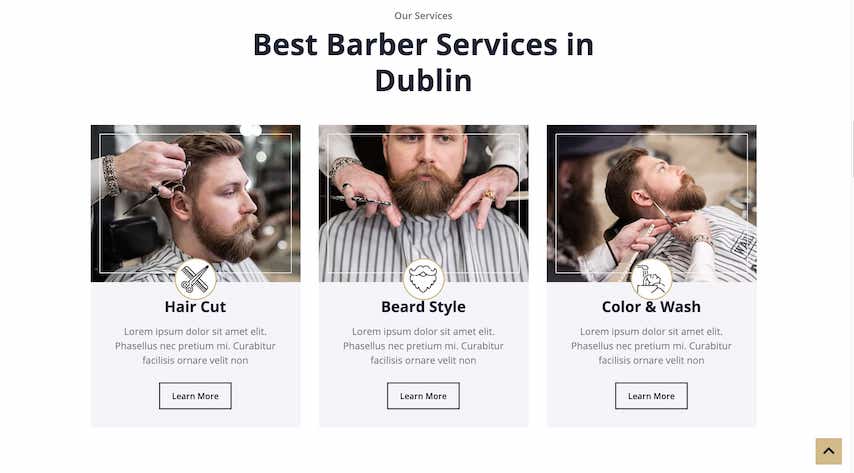 Our Services
Best Barber Services in
Dublin
Hair Cut
Lorem ipsum dolor sit amet elit.
Phasellus nec pretium mi. Curabitur
facilisis ornare velit non
Learn More
Beard Style
Lorem ipsum dolor sit amet elit.
Phasellus nec pretium mi. Curabitur
facilisis ornare velit non
Learn More
Color & Wash
Lorem ipsum dolor sit amet elit.
Phasellus nec pretium mi. Curabitur
facilisis ornare velit non
Learn More